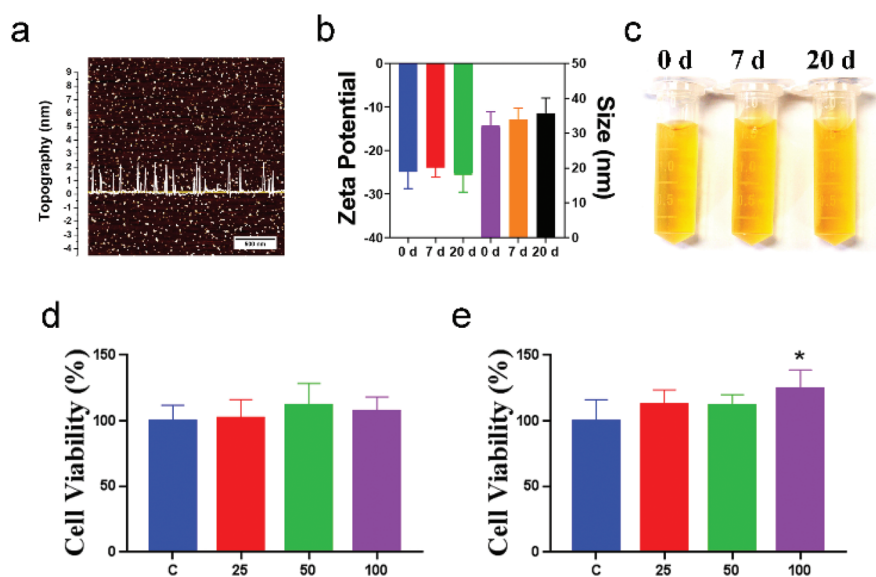 a
Topography (nm)
9
8
7
6
5
4
3
2
1
0
-1
-2
-3
-4
500 nm
b
Zeta Potential
0
-10
-20
-30
-40
0 d 7 d 20 d 0 d 7 d 20 d
50
40
30
20
10
0
Size (nm)
c
0 d 7 d 20 d
d
Cell Viability (%)
150
100
50
0
C 25 50 100
e
Cell Viability (%)
150
100
50
0
*
C 25 50 100